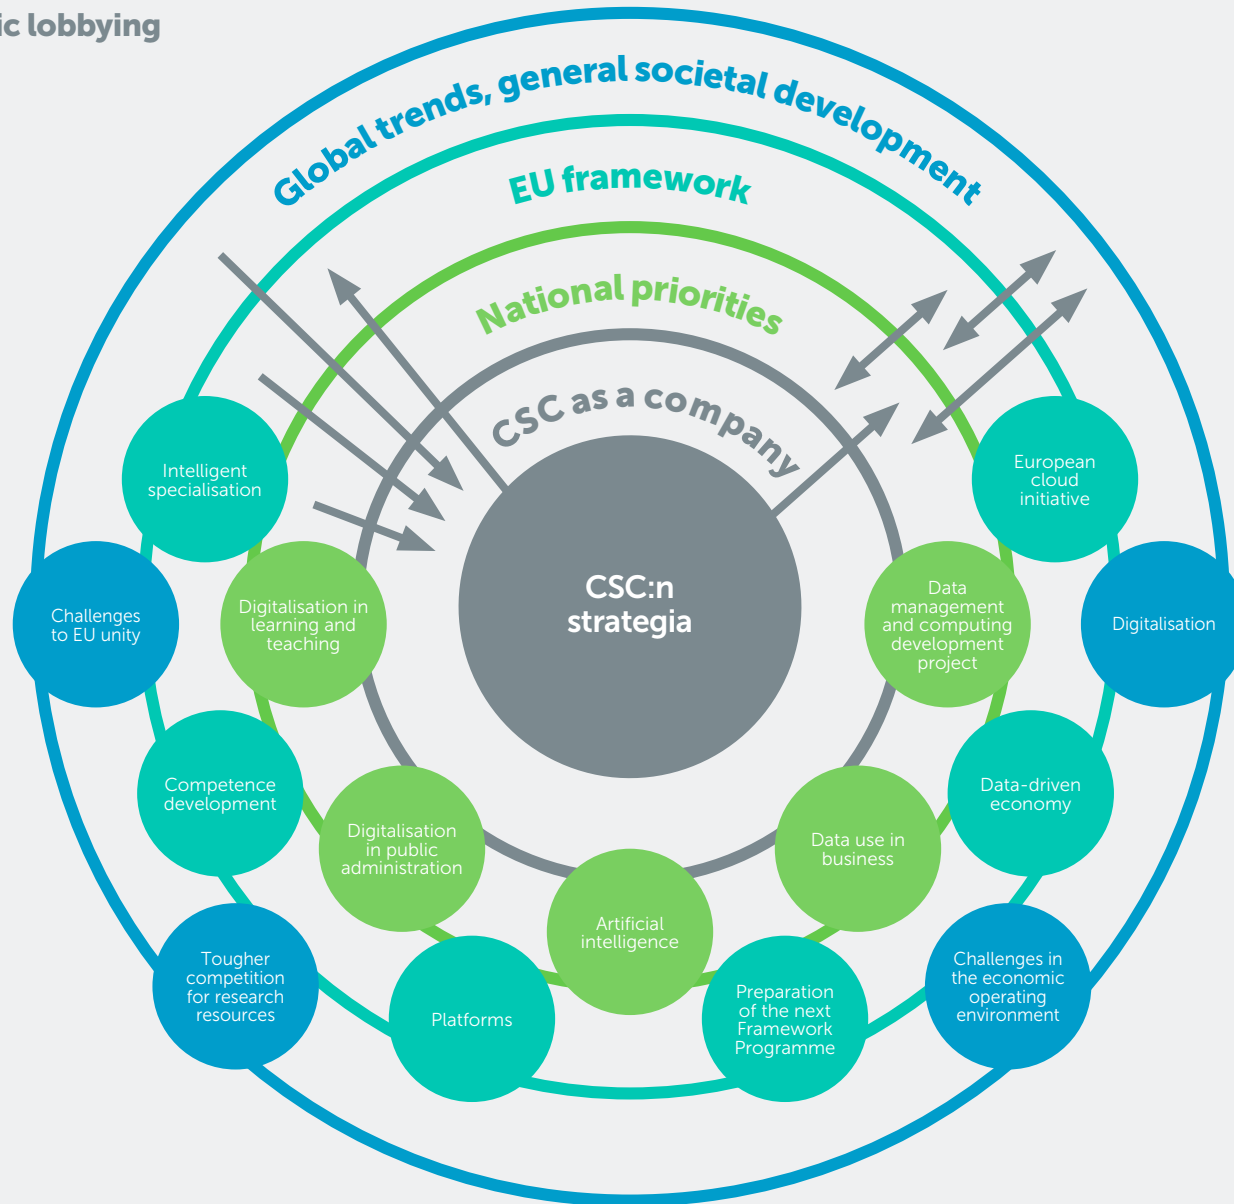 ic lobbying
Global trends, general societal development
EU framework
National priorities
CSC as a company
CSC:n
strategia
Intelligent
specialisation
European
cloud
initiative
Challenges
to EU unity
Digitalisation in
learning and
teaching
Data
management
and computing
development
project
Digitalisation
Competence
development
Data-driven
economy
Digitalisation
in public
administration
Data use in
business
Artificial
intelligence
Tougher
competition
for research
resources
Platforms
Preparation
of the next
Framework
Programme
Challenges in
the economic
operating
environment